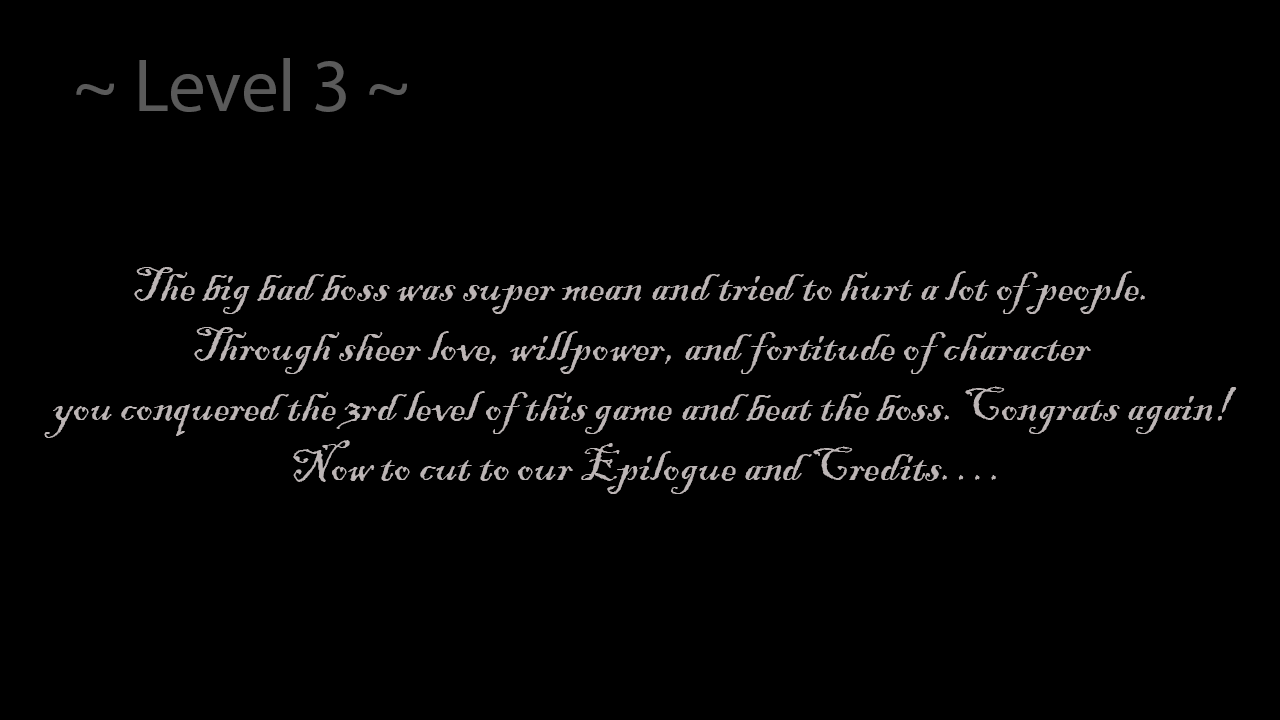 ~ Level 3 ~
The big bad boss was super mean and tried to hurt a lot of people.
Through sheer love, willpower, and fortitude of character
you conquered the 3rd level of this game and beat the boss. Congrats again!
Now to cut to our Epilogue and Credits....